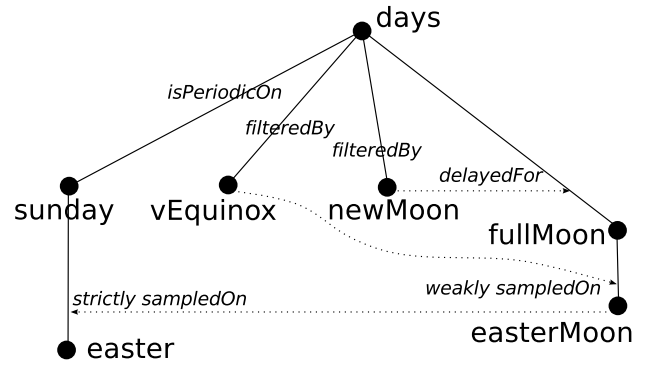 days
isPeriodicOn
filteredBy
filteredBy
delayedFor
sunday
vEquinox
newMoon
fullMoon
weakly sampledOn
strictly sampledOn
easterMoon
easter